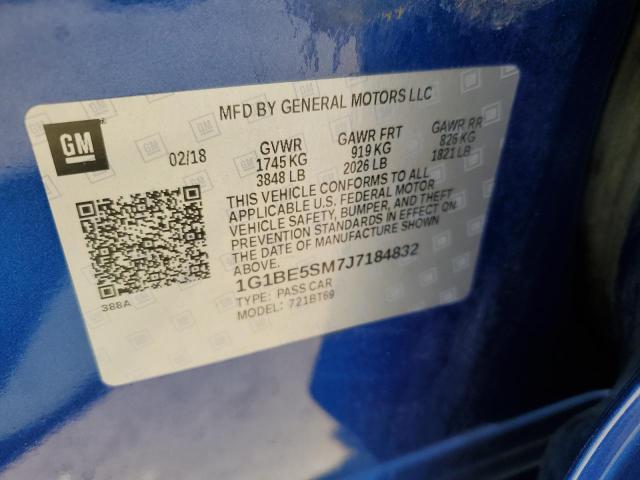 MFD BY GENERAL MOTORS LLC
GM
02/18
GVWR
1745 KG
3848 LB
GAWR FRT
919 KG
2026 LB
GAWR RR
826 KG
1821 LB
THIS VEHICLE CONFORMS TO ALL
APPLICABLE U.S. FEDERAL MOTOR
VEHICLE SAFETY, BUMPER, AND THEFT
PREVENTION STANDARDS IN EFFECT ON
THE DATE OF MANUFACTURE SHOWN
ABOVE.
388A
1G1BE5SM7J7184832
TYPE: PASS CAR
MODEL: 721BT69